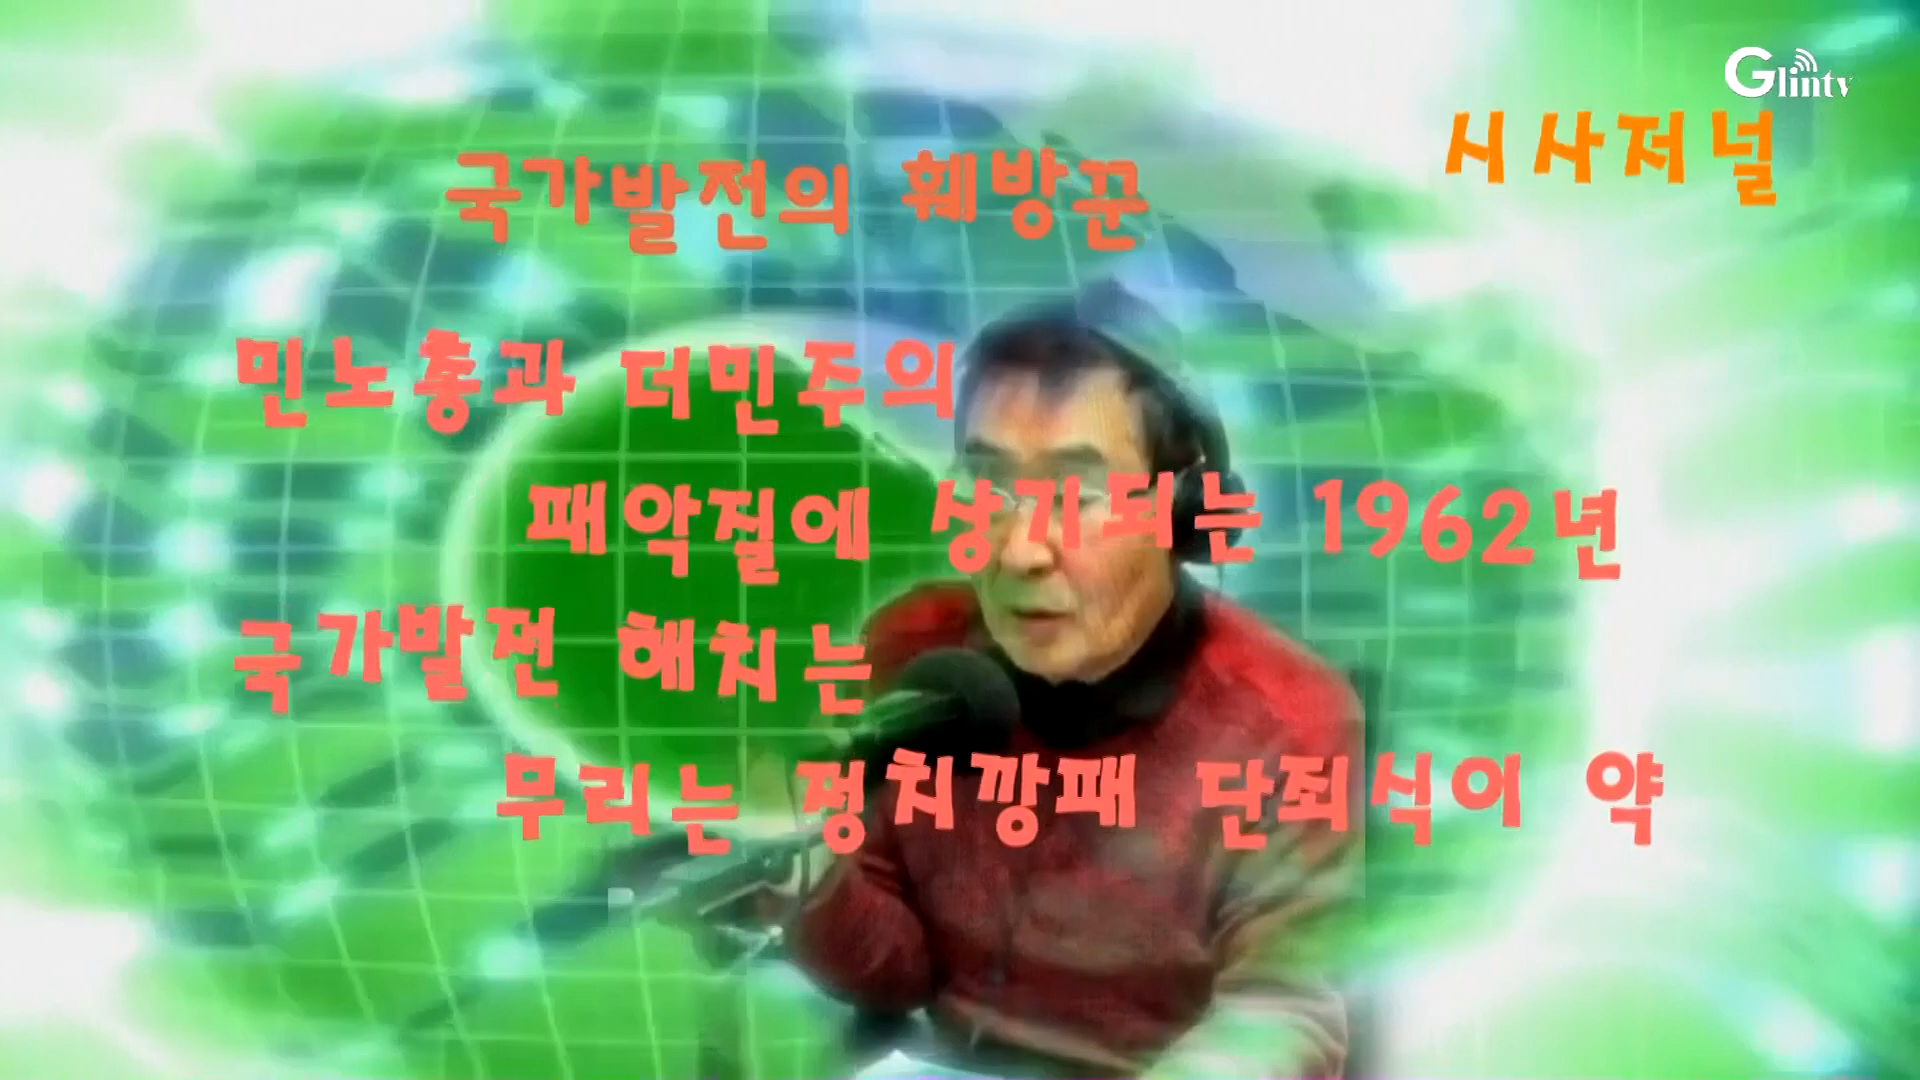 Glintv
시사저널
국가발전의 훼방꾼
민노총과 더민주의
패악질에 상기되는 1962년
국가발전 해치는
무리는 정치깡패 단죄식이 약